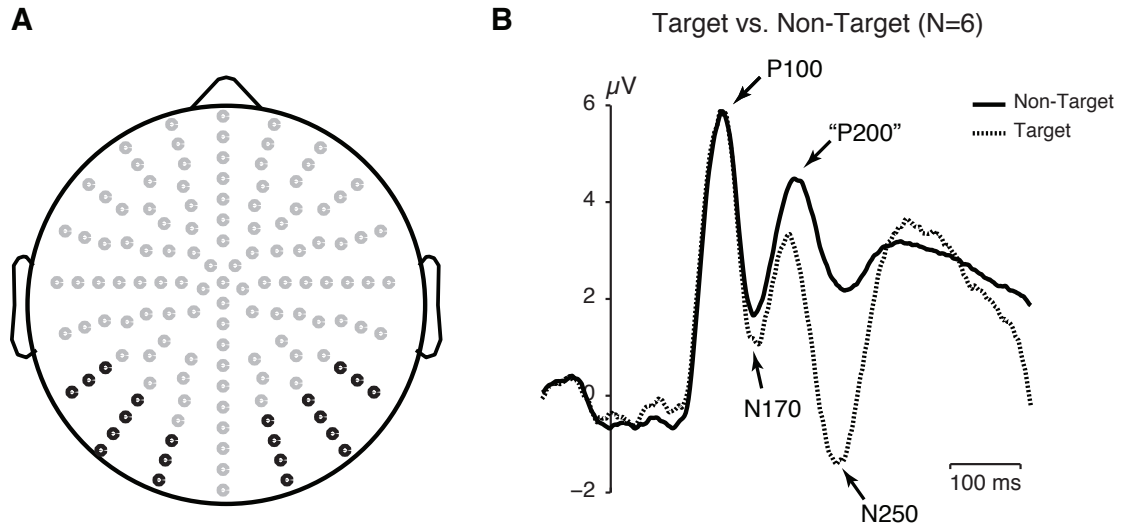 A
B
Target vs. Non-Target (N=6)
µV
6
4
2
0
−2
P100
“P200”
N170
N250
Non-Target
Target
100 ms